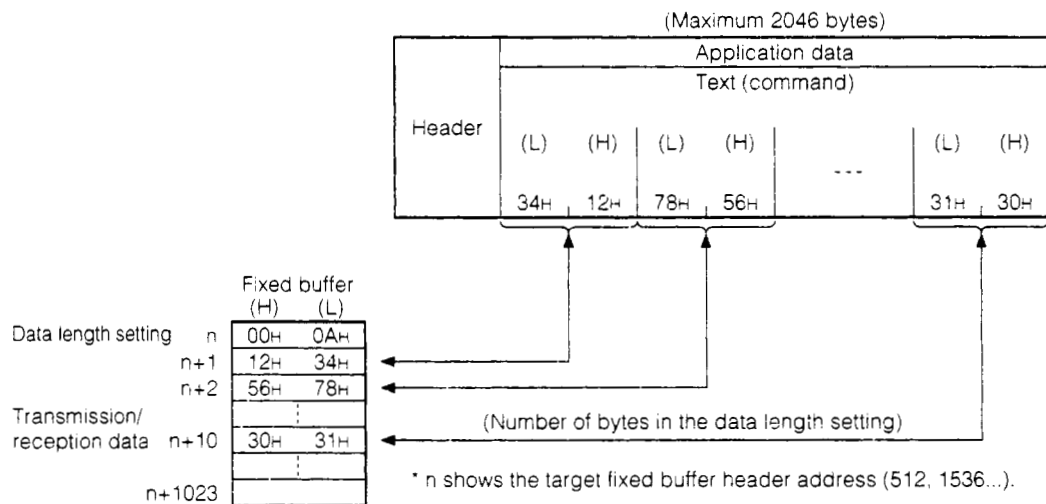 (Maximum 2046 bytes)
Application data
Text (command)
Header
(L) (H) (L) (H) --- (L) (H)
34H 12H 78H 56H 31H 30H
Fixed buffer
(H) (L)
Data length setting n 00H 0AH
n+1 12H 34H
n+2 56H 78H
Transmission/
reception data n+10 30H 31H
(Number of bytes in the data length setting)
n+1023
* n shows the target fixed buffer header address (512, 1536...).